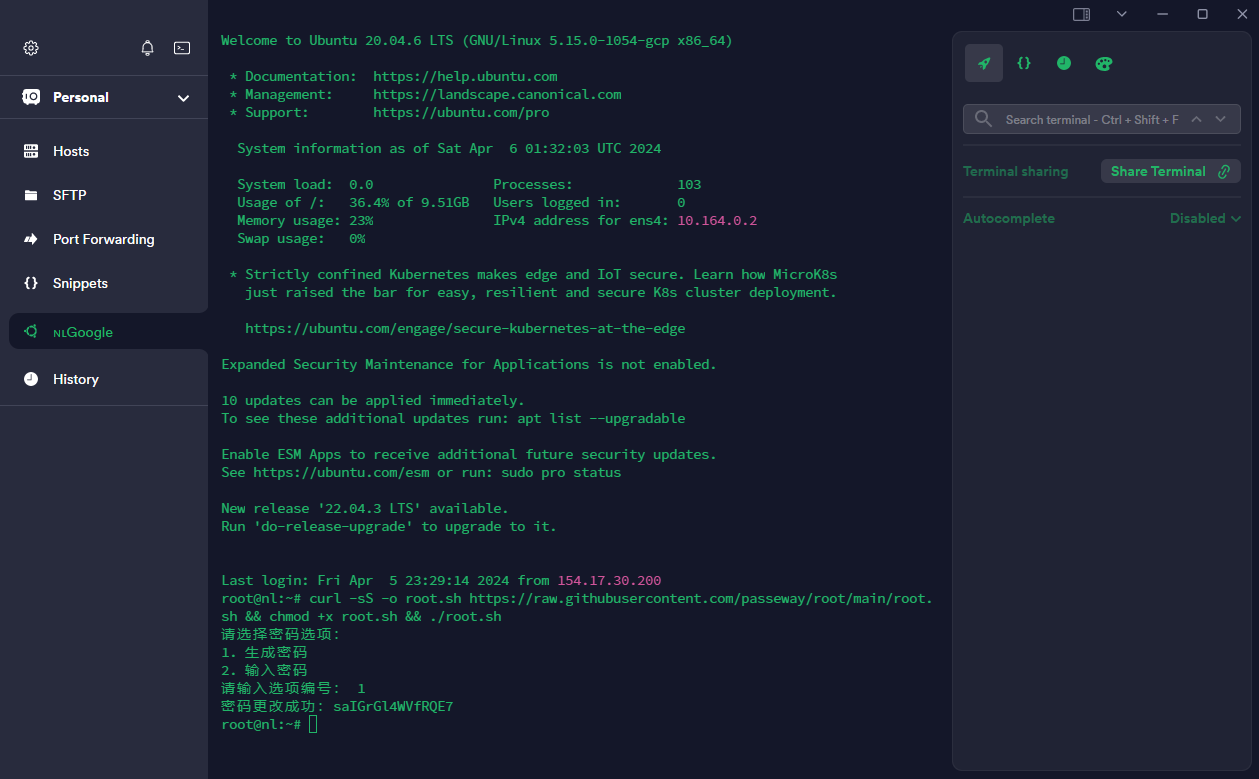 Personal
Hosts
SFTP
Port Forwarding
Snippets
NLGoogle
History
Welcome to Ubuntu 20.04.6 LTS (GNU/Linux 5.15.0-1054-gcp x86_64)
* Documentation: https://help.ubuntu.com
* Management: https://landscape.canonical.com
* Support: https://ubuntu.com/pro
System information as of Sat Apr 6 01:32:03 UTC 2024
System load: 0.0 Processes: 103
Usage of /: 36.4% of 9.51GB Users logged in: 0
Memory usage: 23% IPv4 address for ens4: 10.164.0.2
Swap usage: 0%
* Strictly confined Kubernetes makes edge and IoT secure. Learn how MicroK8s
just raised the bar for easy, resilient and secure K8s cluster deployment.
https://ubuntu.com/engage/secure-kubernetes-at-the-edge
Expanded Security Maintenance for Applications is not enabled.
10 updates can be applied immediately.
To see these additional updates run: apt list --upgradable
Enable ESM Apps to receive additional future security updates.
See https://ubuntu.com/esm or run: sudo pro status
New release '22.04.3 LTS' available.
Run 'do-release-upgrade' to upgrade to it.
Last login: Fri Apr 5 23:29:14 2024 from 154.17.30.200
root@nl:~# curl -sS -o root.sh https://raw.githubusercontent.com/passeway/root/main/root.
sh && chmod +x root.sh && ./root.sh
请选择密码选项：
1. 生成密码
2. 输入密码
请输入选项编号： 1
密码更改成功：saIGrGl4WVfRQE7
root@nl:~#
Search terminal - Ctrl + Shift + F
Terminal sharing Share Terminal
Autocomplete Disabled